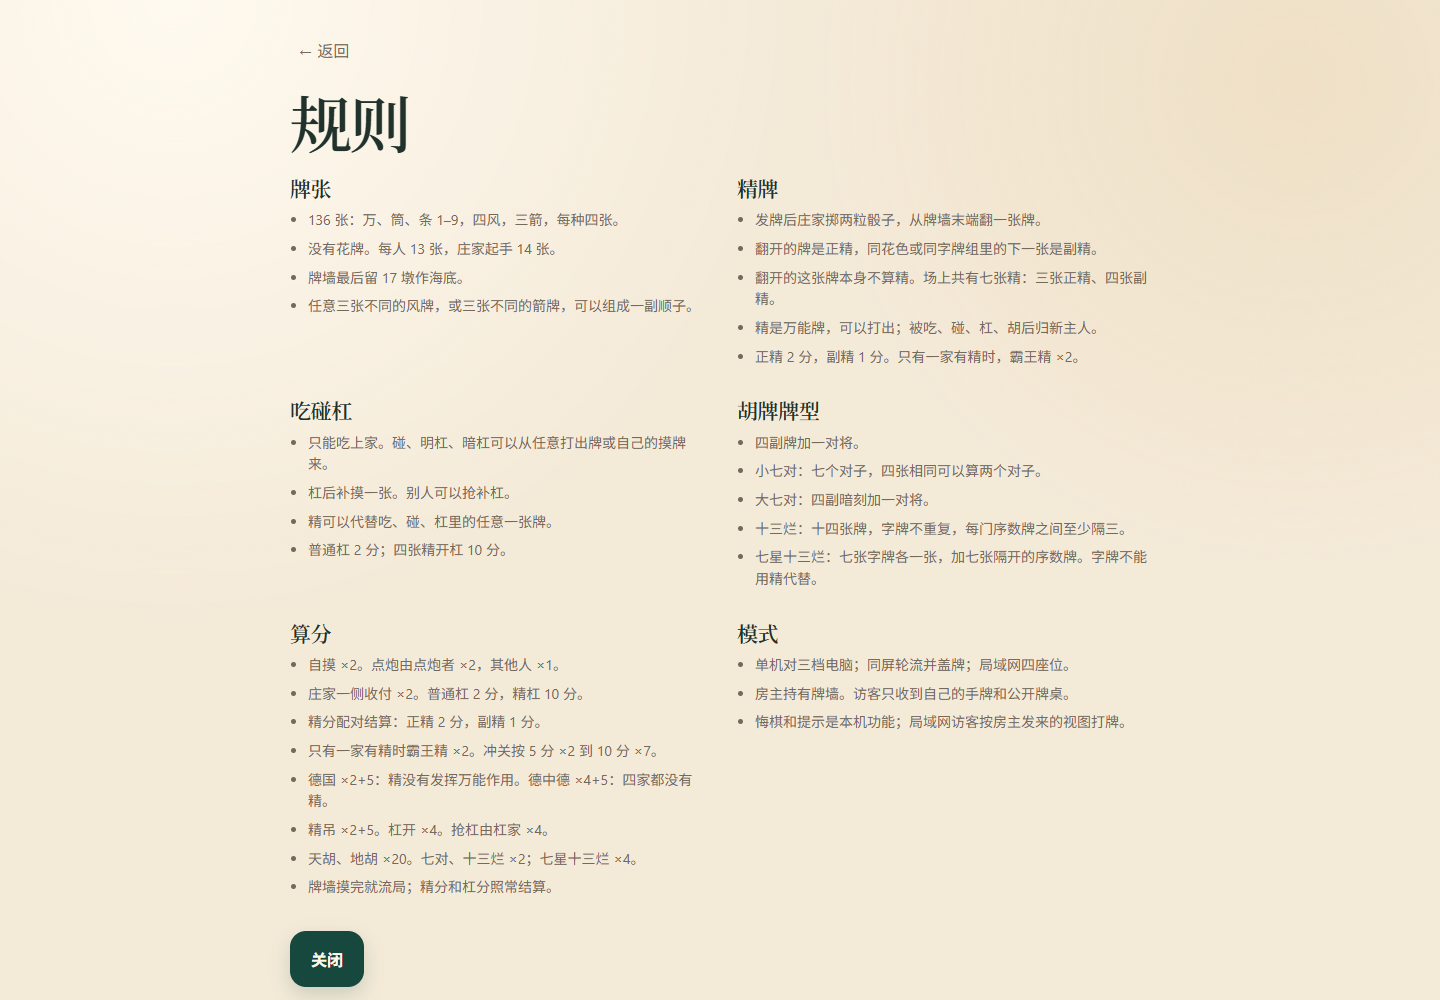 ← 返回
规则
牌张
• 136 张：万、筒、条 1–9，四风，三箭，每种四张。
• 没有花牌。每人 13 张，庄家起手 14 张。
• 牌墙最后留 17 墩作海底。
• 任意三张不同的风牌，或三张不同的箭牌，可以组成一副顺子。
精牌
• 发牌后庄家掷两粒骰子，从牌墙末端翻一张牌。
• 翻开的牌是正精，同花色或同字牌组里的下一张是副精。
• 翻开的这张牌本身不算精。场上共有七张精：三张正精、四张副
精。
• 精是万能牌，可以打出；被吃、碰、杠、胡后归新主人。
• 正精 2 分，副精 1 分。只有一家有精时，霸王精 ×2。
吃碰杠
• 只能吃上家。碰、明杠、暗杠可以从任意打出牌或自己的摸牌
来。
• 杠后补摸一张。别人可以抢补杠。
• 精可以代替吃、碰、杠里的任意一张牌。
• 普通杠 2 分；四张精开杠 10 分。
胡牌牌型
• 四副牌加一对将。
• 小七对：七个对子，四张相同可以算两个对子。
• 大七对：四副暗刻加一对将。
• 十三烂：十四张牌，字牌不重复，每门序数牌之间至少隔三。
• 七星十三烂：七张字牌各一张，加七张隔开的序数牌。字牌不能
用精代替。
算分
• 自摸 ×2。点炮由点炮者 ×2，其他人 ×1。
• 庄家一侧收付 ×2。普通杠 2 分，精杠 10 分。
• 精分配对结算：正精 2 分，副精 1 分。
• 只有一家有精时霸王精 ×2。冲关按 5 分 ×2 到 10 分 ×7。
• 德国 ×2+5：精没有发挥万能作用。德中德 ×4+5：四家都没有
精。
• 精吊 ×2+5。杠开 ×4。抢杠由杠家 ×4。
• 天胡、地胡 ×20。七对、十三烂 ×2；七星十三烂 ×4。
• 牌墙摸完就流局；精分和杠分照常结算。
模式
• 单机对三档电脑；同屏轮流并盖牌；局域网四座位。
• 房主持有牌墙。访客只收到自己的手牌和公开牌桌。
• 悔棋和提示是本机功能；局域网访客按房主发来的视图打牌。
关闭